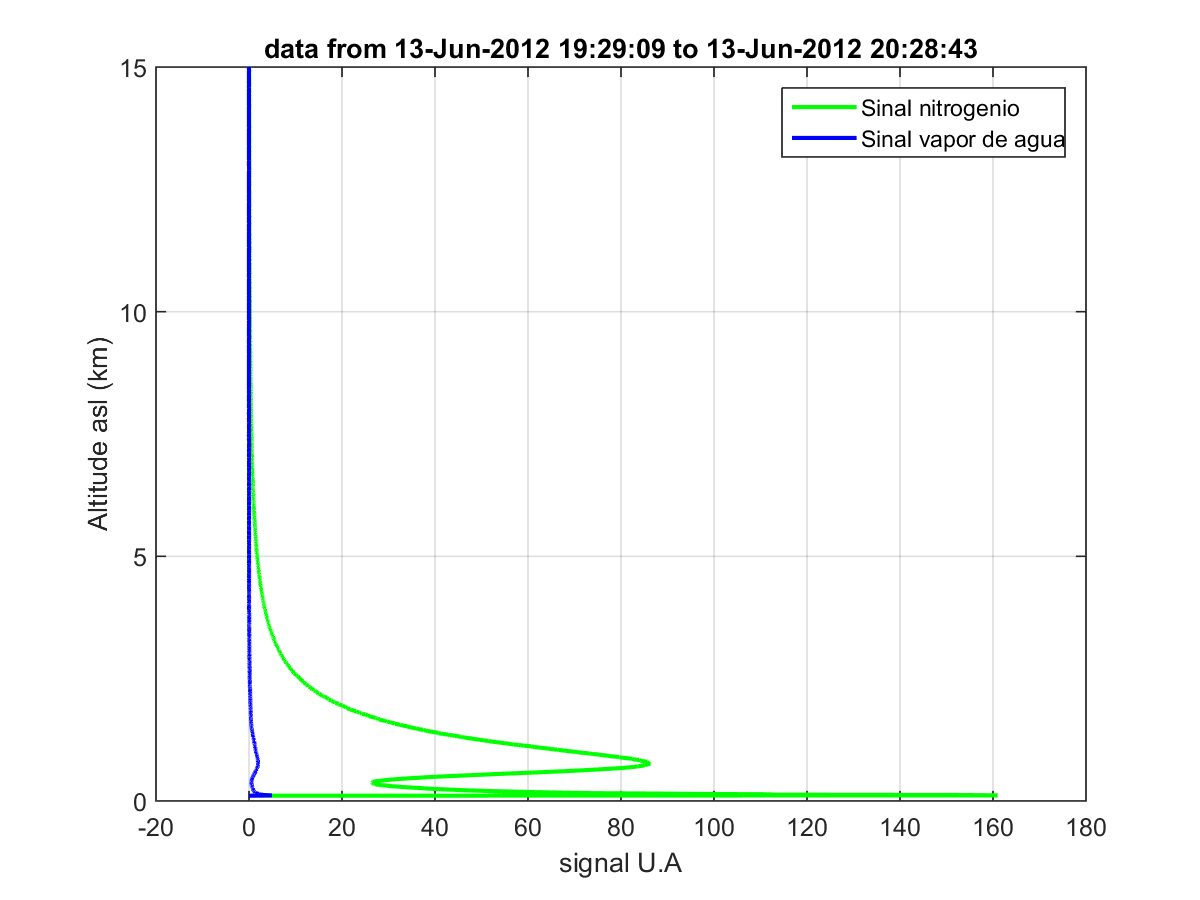 data from 13-Jun-2012 19:29:09 to 13-Jun-2012 20:28:43
Sinal nitrogenio
Sinal vapor de agua
15
10
5
0
Altitude asl (km)
-20 0 20 40 60 80 100 120 140 160 180
signal U.A